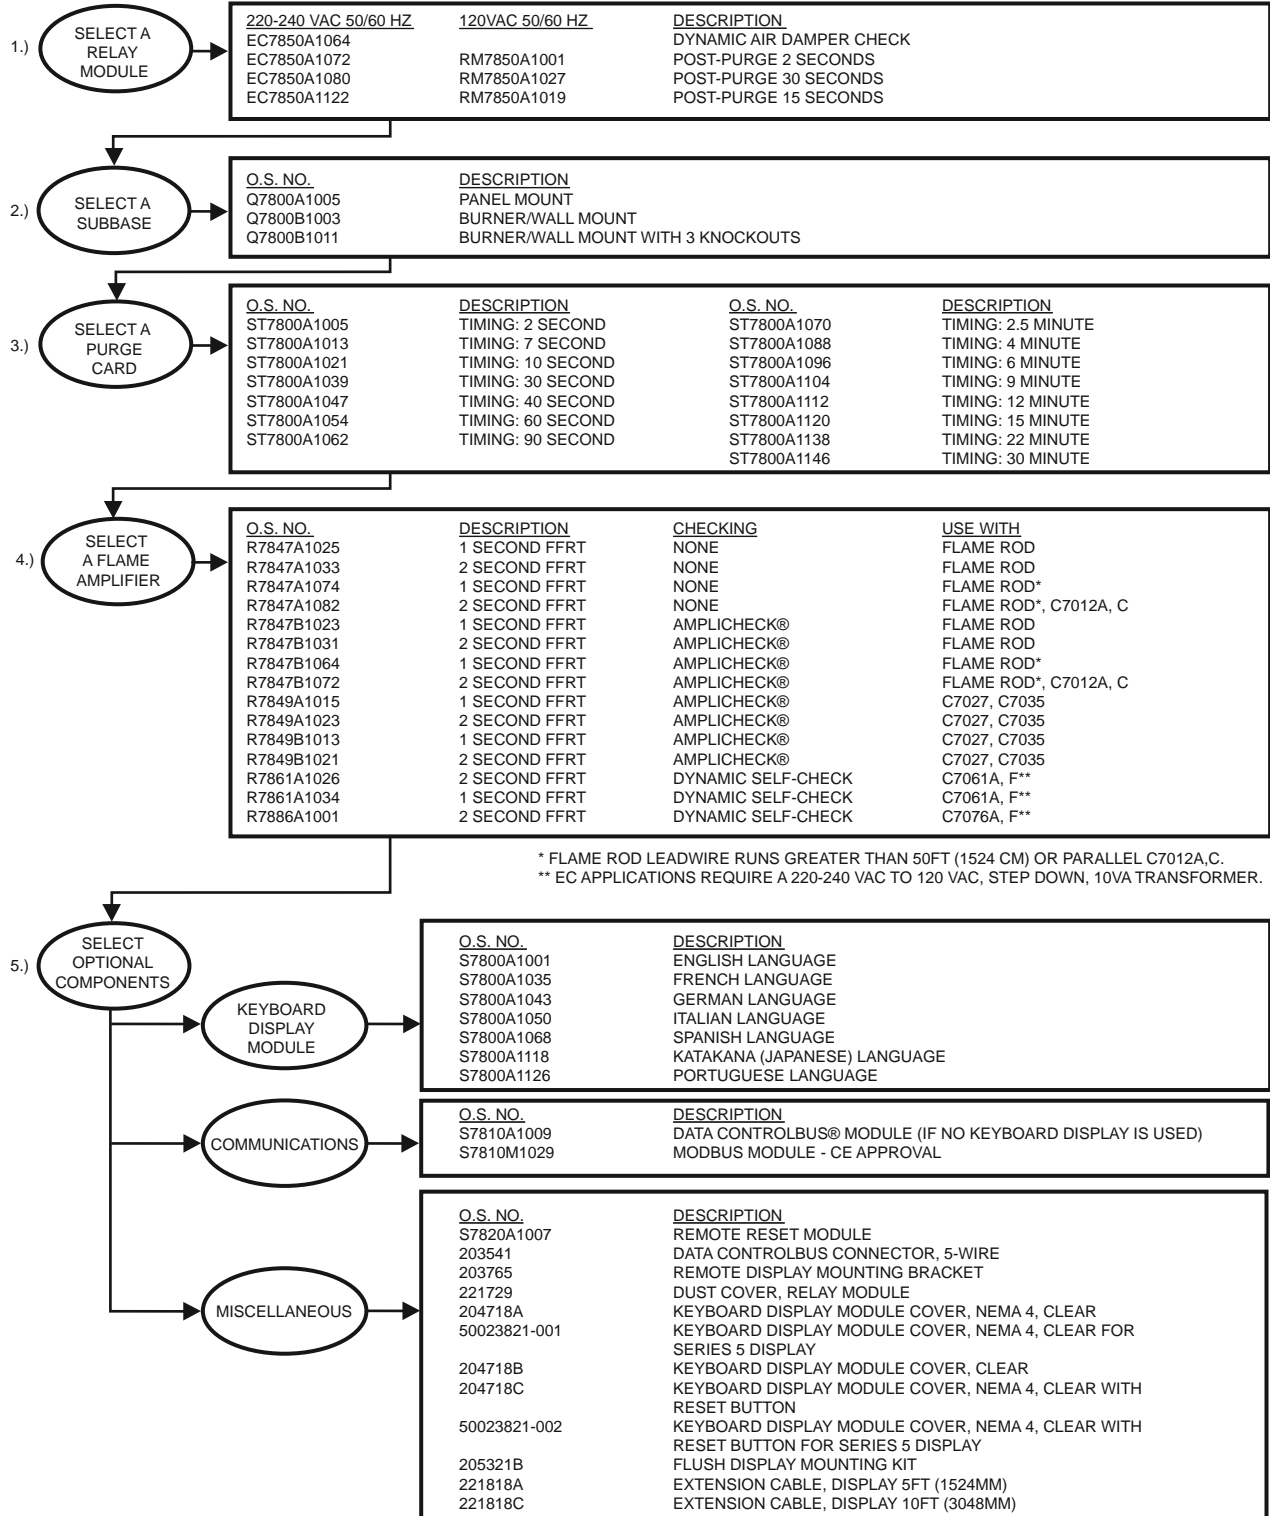 1.) SELECT A RELAY MODULE
220-240 VAC 50/60 HZ 120VAC 50/60 HZ DESCRIPTION
EC7850A1064 DYNAMIC AIR DAMPER CHECK
EC7850A1072 RM7850A1001 POST-PURGE 2 SECONDS
EC7850A1080 RM7850A1027 POST-PURGE 30 SECONDS
EC7850A1122 RM7850A1019 POST-PURGE 15 SECONDS
2.) SELECT A SUBBASE
O.S. NO. DESCRIPTION
Q7800A1005 PANEL MOUNT
Q7800B1003 BURNER/WALL MOUNT
Q7800B1011 BURNER/WALL MOUNT WITH 3 KNOCKOUTS
3.) SELECT A PURGE CARD
O.S. NO. DESCRIPTION O.S. NO. DESCRIPTION
ST7800A1005 TIMING: 2 SECOND ST7800A1070 TIMING: 2.5 MINUTE
ST7800A1013 TIMING: 7 SECOND ST7800A1088 TIMING: 4 MINUTE
ST7800A1021 TIMING: 10 SECOND ST7800A1096 TIMING: 6 MINUTE
ST7800A1039 TIMING: 30 SECOND ST7800A1104 TIMING: 9 MINUTE
ST7800A1047 TIMING: 40 SECOND ST7800A1112 TIMING: 12 MINUTE
ST7800A1054 TIMING: 60 SECOND ST7800A1120 TIMING: 15 MINUTE
ST7800A1062 TIMING: 90 SECOND ST7800A1138 TIMING: 22 MINUTE
ST7800A1146 TIMING: 30 MINUTE
4.) SELECT A FLAME AMPLIFIER
O.S. NO. DESCRIPTION CHECKING USE WITH
R7847A1025 1 SECOND FFRT NONE FLAME ROD
R7847A1033 2 SECOND FFRT NONE FLAME ROD
R7847A1074 1 SECOND FFRT NONE FLAME ROD*
R7847A1082 2 SECOND FFRT NONE FLAME ROD*, C7012A, C
R7847B1023 1 SECOND FFRT AMPLICHECK® FLAME ROD
R7847B1031 2 SECOND FFRT AMPLICHECK® FLAME ROD
R7847B1064 1 SECOND FFRT AMPLICHECK® FLAME ROD*
R7847B1072 2 SECOND FFRT AMPLICHECK® FLAME ROD*, C7012A, C
R7849A1015 1 SECOND FFRT AMPLICHECK® C7027, C7035
R7849A1023 2 SECOND FFRT AMPLICHECK® C7027, C7035
R7849B1013 1 SECOND FFRT AMPLICHECK® C7027, C7035
R7849B1021 2 SECOND FFRT AMPLICHECK® C7027, C7035
R7861A1026 2 SECOND FFRT DYNAMIC SELF-CHECK C7061A, F**
R7861A1034 1 SECOND FFRT DYNAMIC SELF-CHECK C7061A, F**
R7886A1001 2 SECOND FFRT DYNAMIC SELF-CHECK C7076A, F**
* FLAME ROD LEADWIRE RUNS GREATER THAN 50FT (1524 CM) OR PARALLEL C7012A,C.
** EC APPLICATIONS REQUIRE A 220-240 VAC TO 120 VAC, STEP DOWN, 10VA TRANSFORMER.
5.) SELECT OPTIONAL COMPONENTS
KEYBOARD DISPLAY MODULE
O.S. NO. DESCRIPTION
S7800A1001 ENGLISH LANGUAGE
S7800A1035 FRENCH LANGUAGE
S7800A1043 GERMAN LANGUAGE
S7800A1050 ITALIAN LANGUAGE
S7800A1068 SPANISH LANGUAGE
S7800A1118 KATAKANA (JAPANESE) LANGUAGE
S7800A1126 PORTUGUESE LANGUAGE
COMMUNICATIONS
O.S. NO. DESCRIPTION
S7810A1009 DATA CONTROLBUS® MODULE (IF NO KEYBOARD DISPLAY IS USED)
S7810M1029 MODBUS MODULE - CE APPROVAL
MISCELLANEOUS
O.S. NO. DESCRIPTION
S7820A1007 REMOTE RESET MODULE
203541 DATA CONTROLBUS CONNECTOR, 5-WIRE
203765 REMOTE DISPLAY MOUNTING BRACKET
221729 DUST COVER, RELAY MODULE
204718A KEYBOARD DISPLAY MODULE COVER, NEMA 4, CLEAR
50023821-001 KEYBOARD DISPLAY MODULE COVER, NEMA 4, CLEAR FOR
SERIES 5 DISPLAY
204718B KEYBOARD DISPLAY MODULE COVER, CLEAR
204718C KEYBOARD DISPLAY MODULE COVER, NEMA 4, CLEAR WITH
RESET BUTTON
50023821-002 KEYBOARD DISPLAY MODULE COVER, NEMA 4, CLEAR WITH
RESET BUTTON FOR SERIES 5 DISPLAY
205321B FLUSH DISPLAY MOUNTING KIT
221818A EXTENSION CABLE, DISPLAY 5FT (1524MM)
221818C EXTENSION CABLE, DISPLAY 10FT (3048MM)